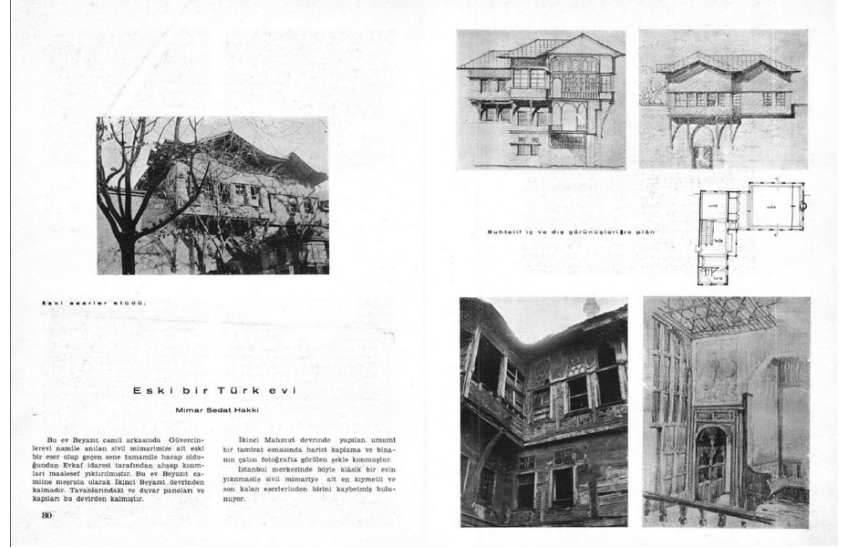 Eski eserler etüdü.
Eski bir Türk evi
Mimar Sedat Hakkı
Bu ev Beyazıt camii arkasında Güvercin-
lerevi namile anılan sivil mimarimize ait eski
bir eser olup geçen sene tamamile harap oldu-
ğundan Evkaf idaresi tarafından ahşap kısım-
ları maalesef yıktırılmıştır. Bu ev Beyazıt ca-
miine meşruta olarak İkinci Beyazıt devrinden
kalmadır. Tavanlarındaki ve duvar panoları ve
kapıları bu devirden kalmıştır.
İkinci Mahmut devrinde yapılan umumî
bir tamirat esnasında haricî kaplama ve bina-
nın çatısı fotoğrafta görülen şekle konmuştur.
İstanbul merkezinde böyle klâsik bir evin
yıkılmasile sivil mimariye ait en kıymetli ve
son kalan eserlerinden birini kaybetmiş bulu-
nuyor.
80
Muhtelif iç ve dış görünüşleri ve plân